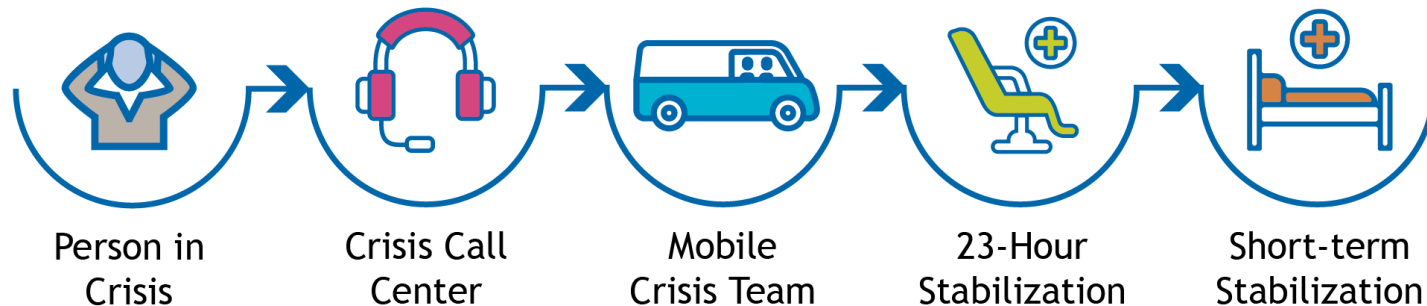 Person in
Crisis
Crisis Call
Center
Mobile
Crisis Team
23-Hour
Stabilization
Short-term
Stabilization